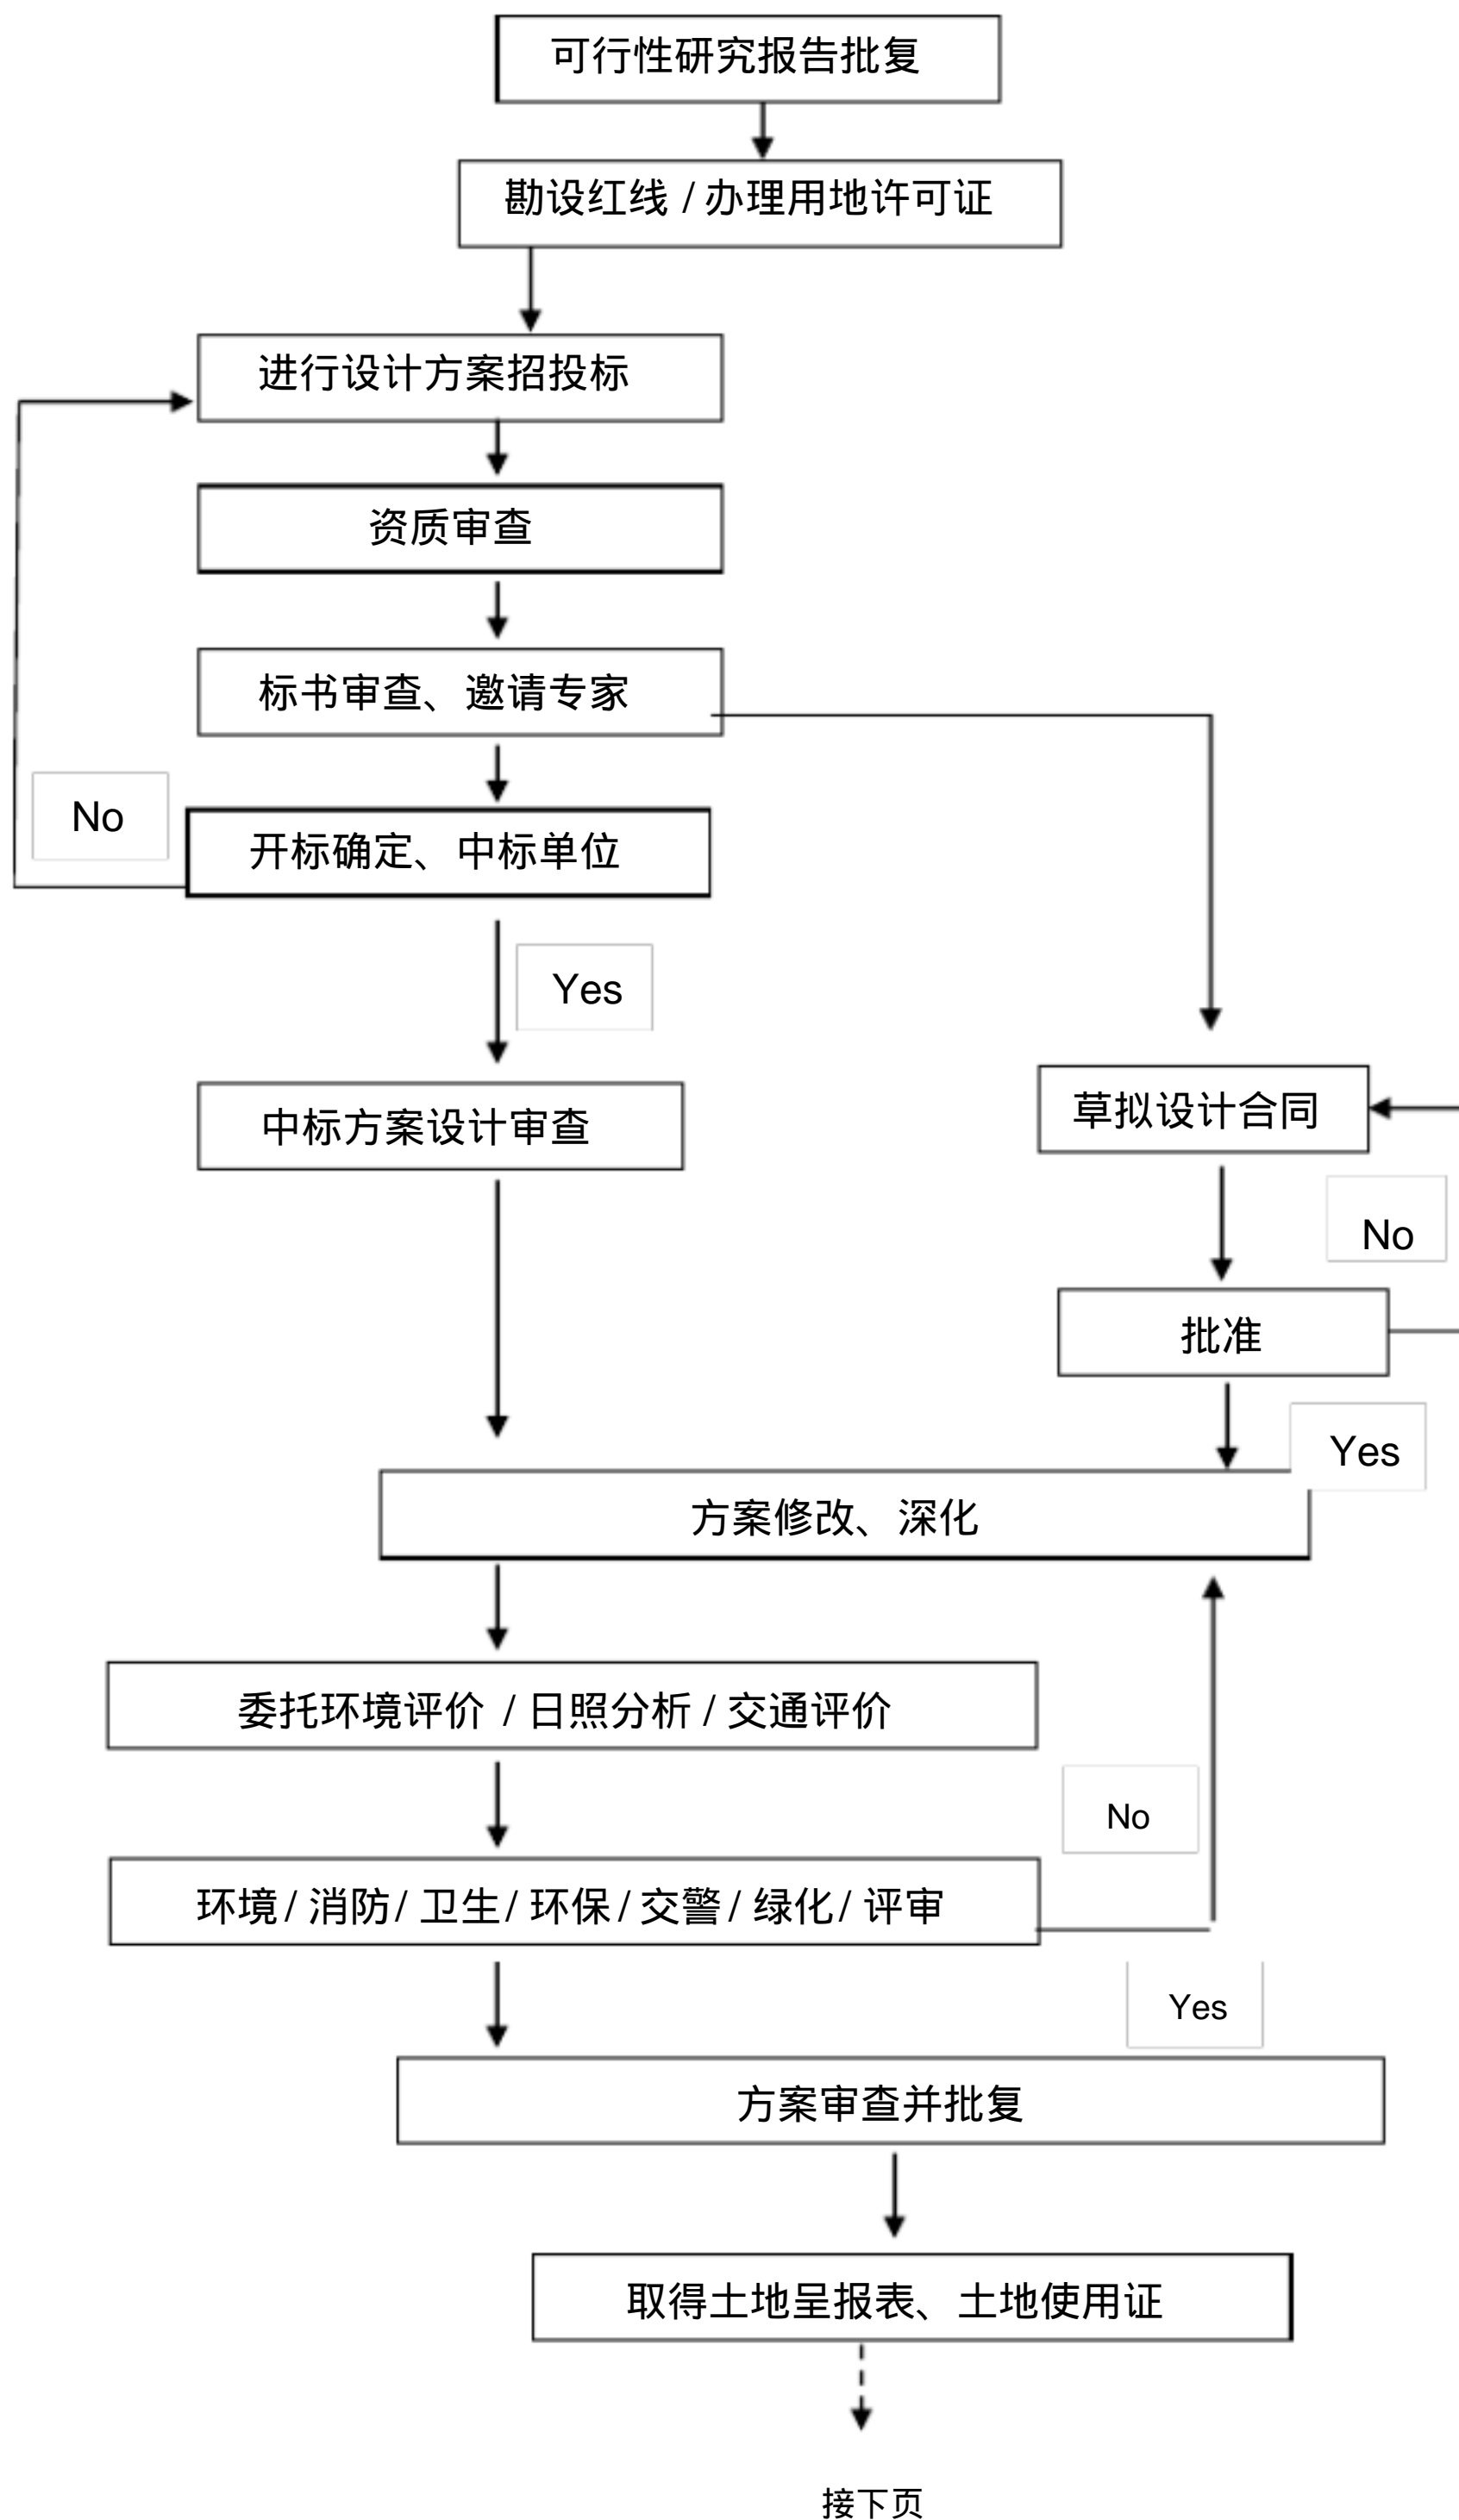 可行性研究报告批复
勘设红线 / 办理用地许可证
进行设计方案招投标
资质审查
标书审查、邀请专家
No
开标确定、中标单位
Yes
中标方案设计审查
草拟设计合同
No
批准
Yes
方案修改、深化
委托环境评价 / 日照分析 / 交通评价
No
环境/ 消防/ 卫生/ 环保/ 交警/ 绿化/ 评审
Yes
方案审查并批复
取得土地呈报表、土地使用证
接下页